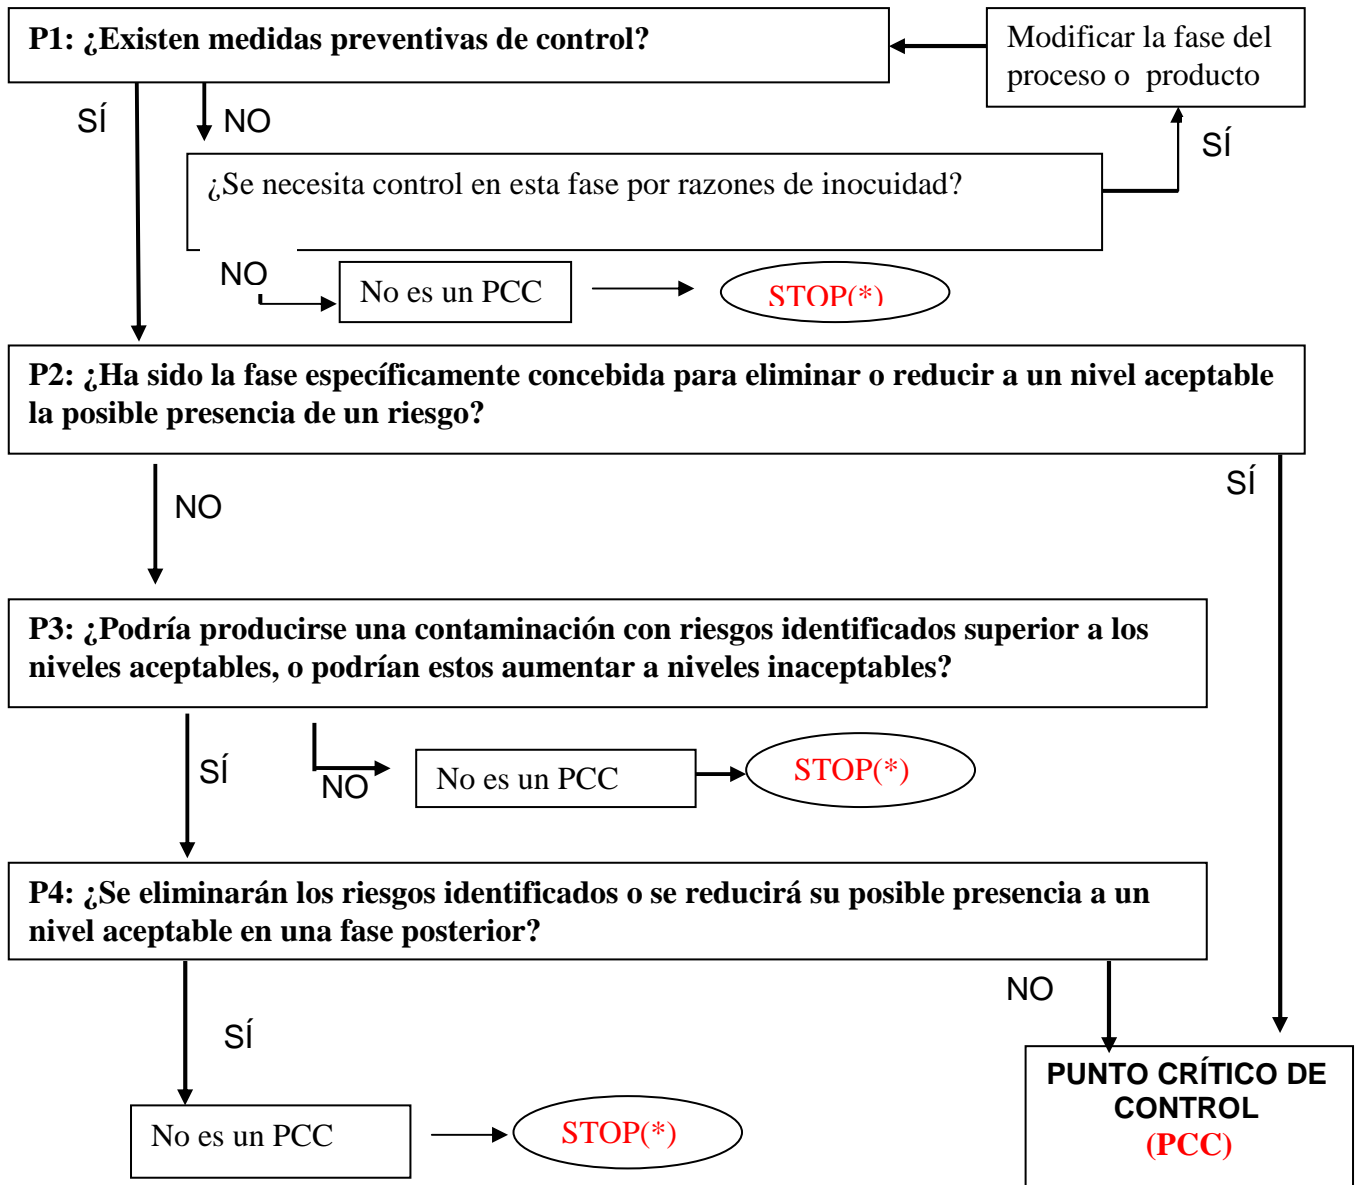 P1: ¿Existen medidas preventivas de control?
Modificar la fase del
proceso o producto
SÍ
NO
SÍ
¿Se necesita control en esta fase por razones de inocuidad?
NO
No es un PCC
STOP(*)
P2: ¿Ha sido la fase específicamente concebida para eliminar o reducir a un nivel aceptable
la posible presencia de un riesgo?
SÍ
NO
P3: ¿Podría producirse una contaminación con riesgos identificados superior a los
niveles aceptables, o podrían estos aumentar a niveles inaceptables?
SÍ
NO
No es un PCC
STOP(*)
P4: ¿Se eliminarán los riesgos identificados o se reducirá su posible presencia a un
nivel aceptable en una fase posterior?
NO
SÍ
PUNTO CRÍTICO DE
CONTROL
(PCC)
No es un PCC
STOP(*)